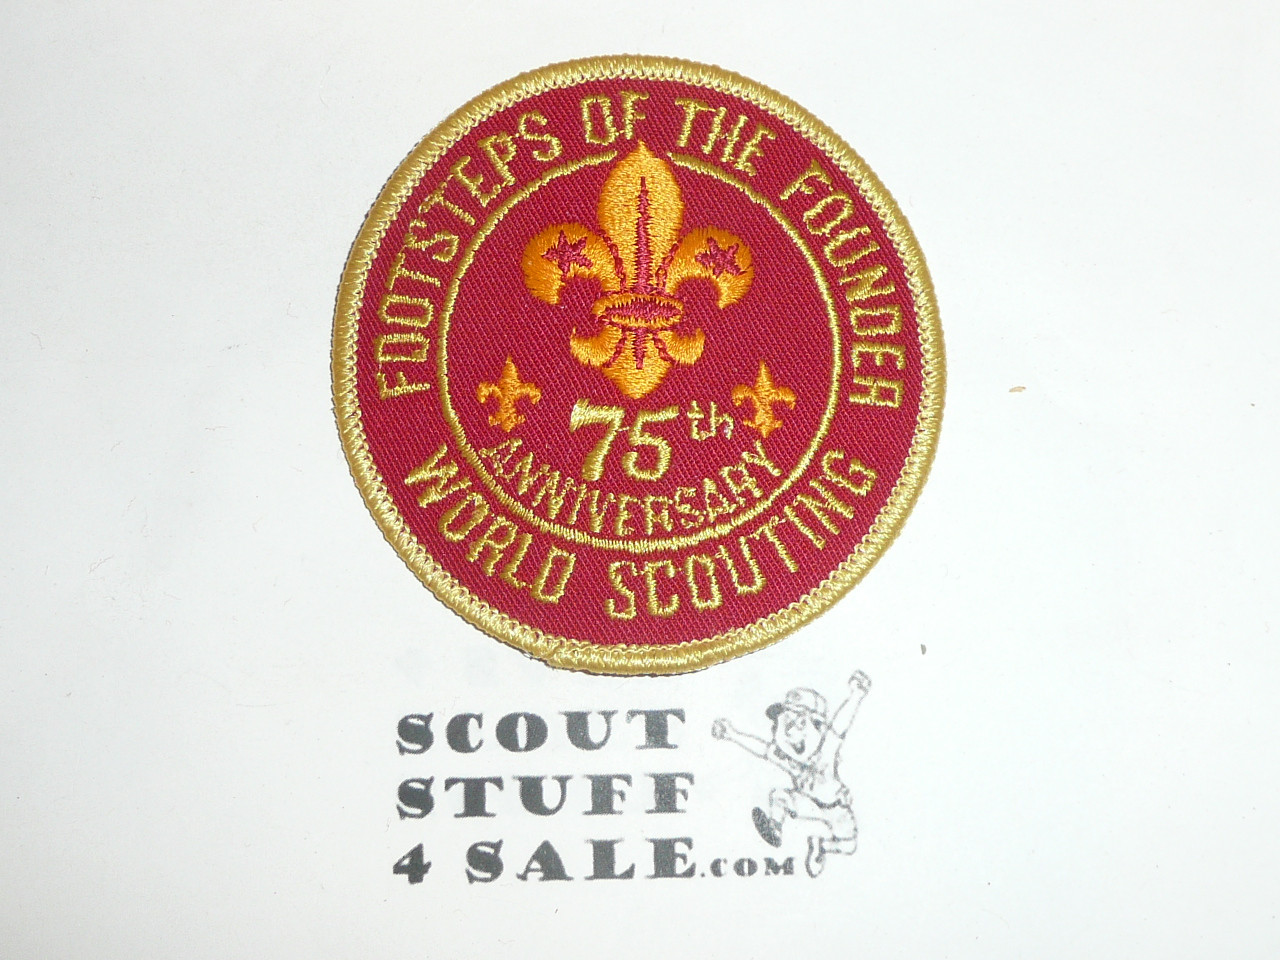 FOOTSTEPS OF THE FOUNDER
75th
ANNIVERSARY
WORLD SCOUTING
SCOUT
STUFF
4 SALE.COM